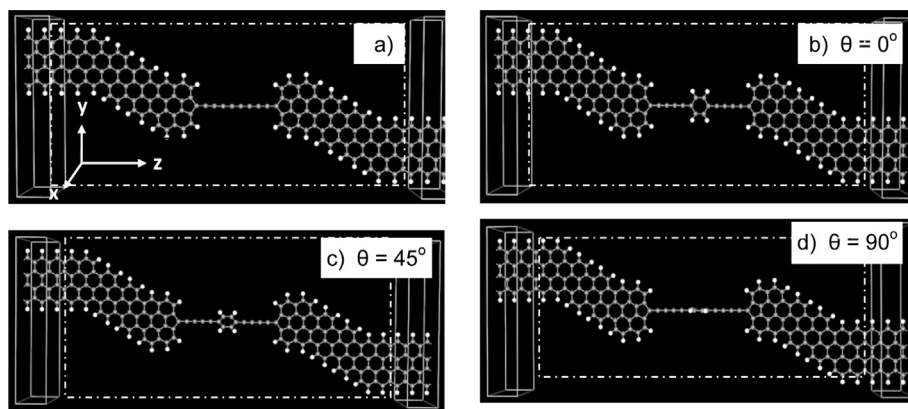 a)
b) θ = 0°
y
z
x
c) θ = 45°
d) θ = 90°